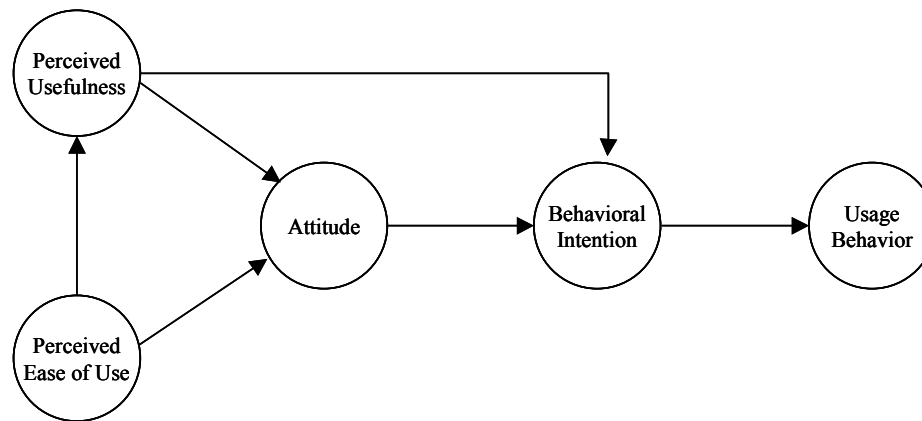 Perceived
Usefulness
Attitude
Behavioral
Intention
Usage
Behavior
Perceived
Ease of Use